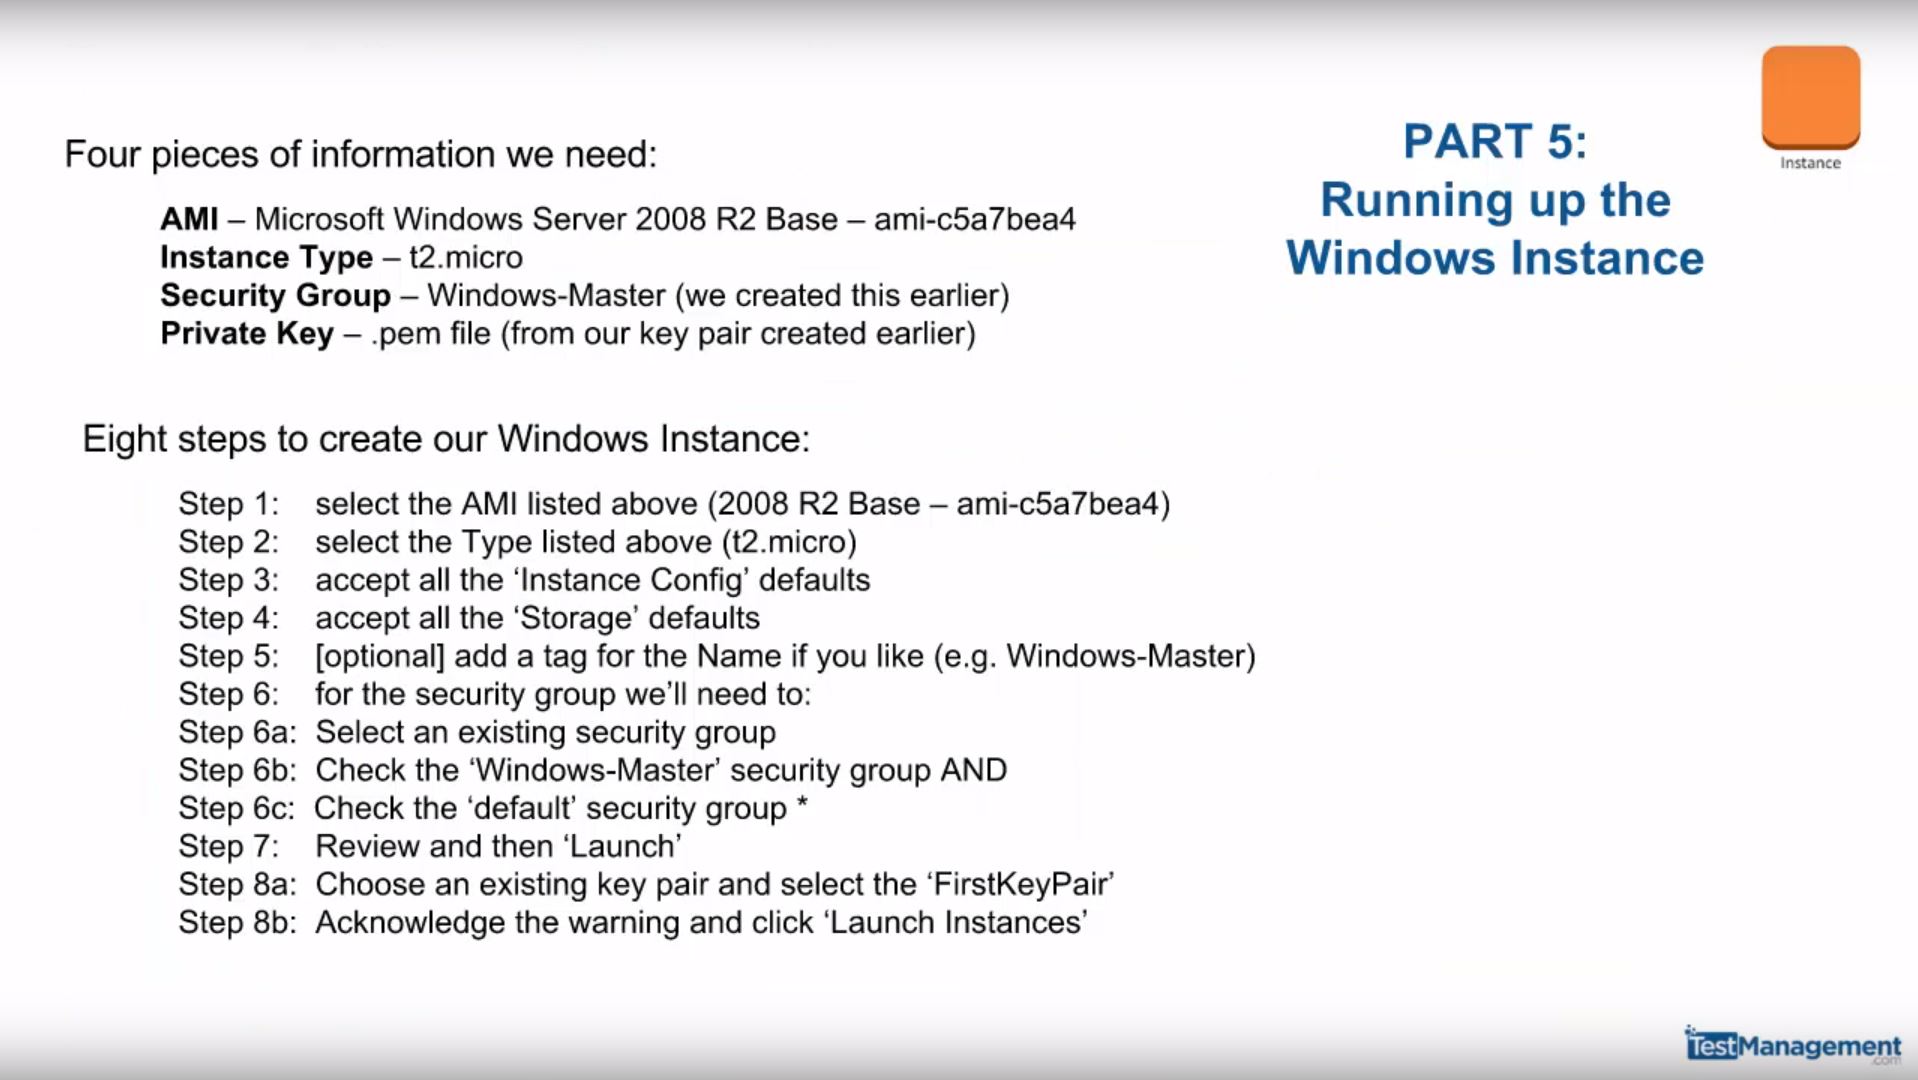 Four pieces of information we need:
AMI – Microsoft Windows Server 2008 R2 Base – ami-c5a7bea4
Instance Type – t2.micro
Security Group – Windows-Master (we created this earlier)
Private Key – .pem file (from our key pair created earlier)
PART 5:
Running up the
Windows Instance
Instance
Eight steps to create our Windows Instance:
Step 1: select the AMI listed above (2008 R2 Base – ami-c5a7bea4)
Step 2: select the Type listed above (t2.micro)
Step 3: accept all the ‘Instance Config’ defaults
Step 4: accept all the ‘Storage’ defaults
Step 5: [optional] add a tag for the Name if you like (e.g. Windows-Master)
Step 6: for the security group we’ll need to:
Step 6a: Select an existing security group
Step 6b: Check the ‘Windows-Master’ security group AND
Step 6c: Check the ‘default’ security group *
Step 7: Review and then ‘Launch’
Step 8a: Choose an existing key pair and select the ‘FirstKeyPair’
Step 8b: Acknowledge the warning and click ‘Launch Instances’
TestManagement
.com